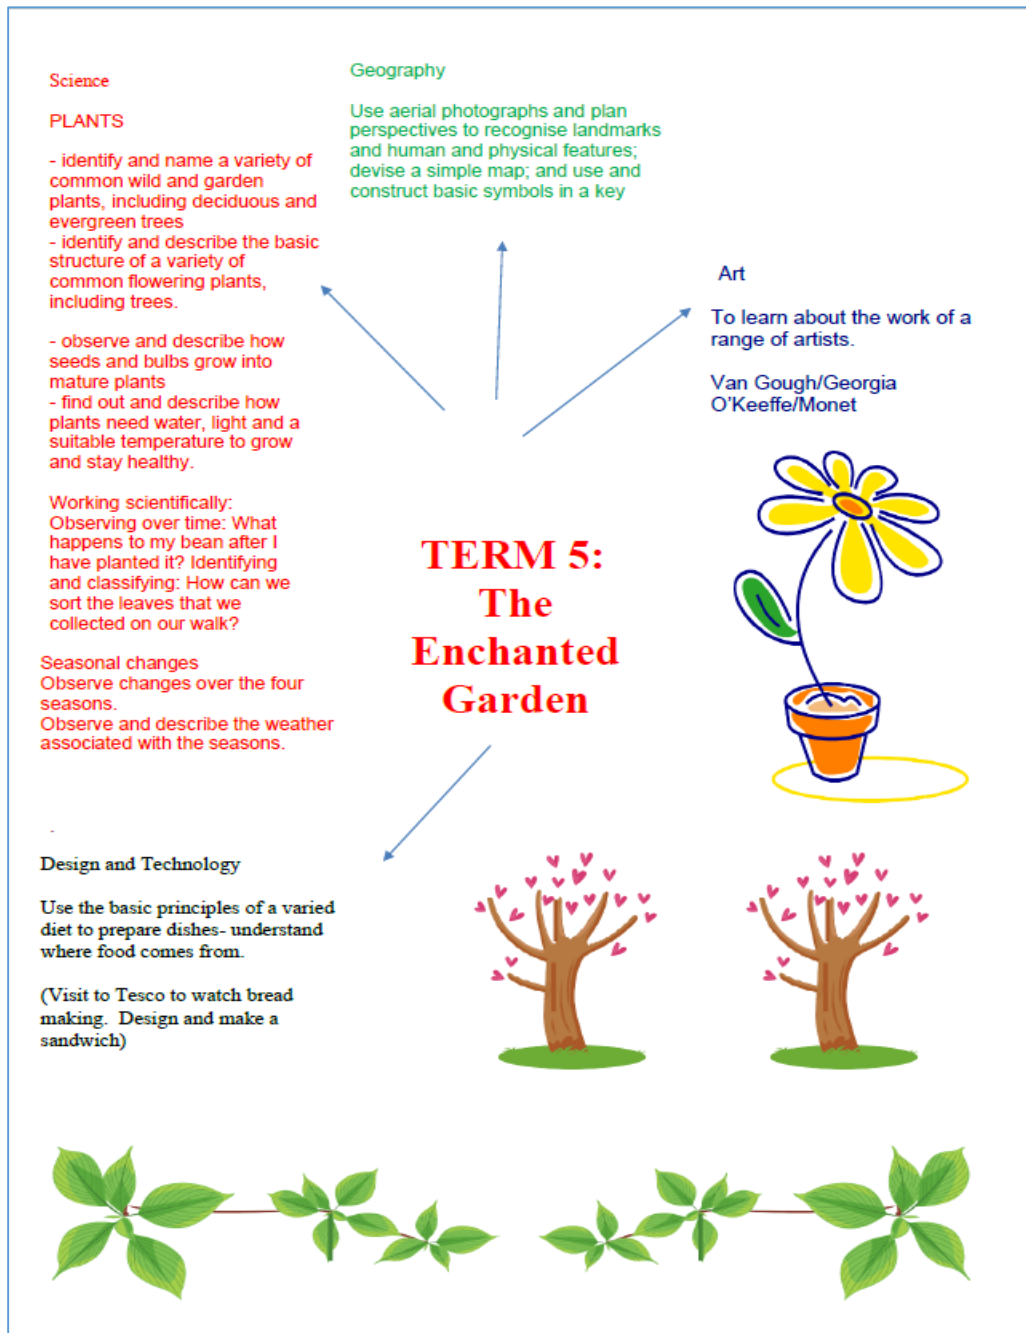 Science
PLANTS
- identify and name a variety of
common wild and garden
plants, including deciduous and
evergreen trees
- identify and describe the basic
structure of a variety of
common flowering plants,
including trees.
- observe and describe how
seeds and bulbs grow into
mature plants
- find out and describe how
plants need water, light and a
suitable temperature to grow
and stay healthy.
Working scientifically:
Observing over time: What
happens to my bean after I
have planted it? Identifying
and classifying: How can we
sort the leaves that we
collected on our walk?
Seasonal changes
Observe changes over the four
seasons.
Observe and describe the weather
associated with the seasons.
Geography
Use aerial photographs and plan
perspectives to recognise landmarks
and human and physical features;
devise a simple map; and use and
construct basic symbols in a key
Art
To learn about the work of a
range of artists.
Van Gough/Georgia
O'Keeffe/Monet
TERM 5:
The
Enchanted
Garden
.
Design and Technology
Use the basic principles of a varied
diet to prepare dishes- understand
where food comes from.
(Visit to Tesco to watch bread
making.  Design and make a
sandwich)